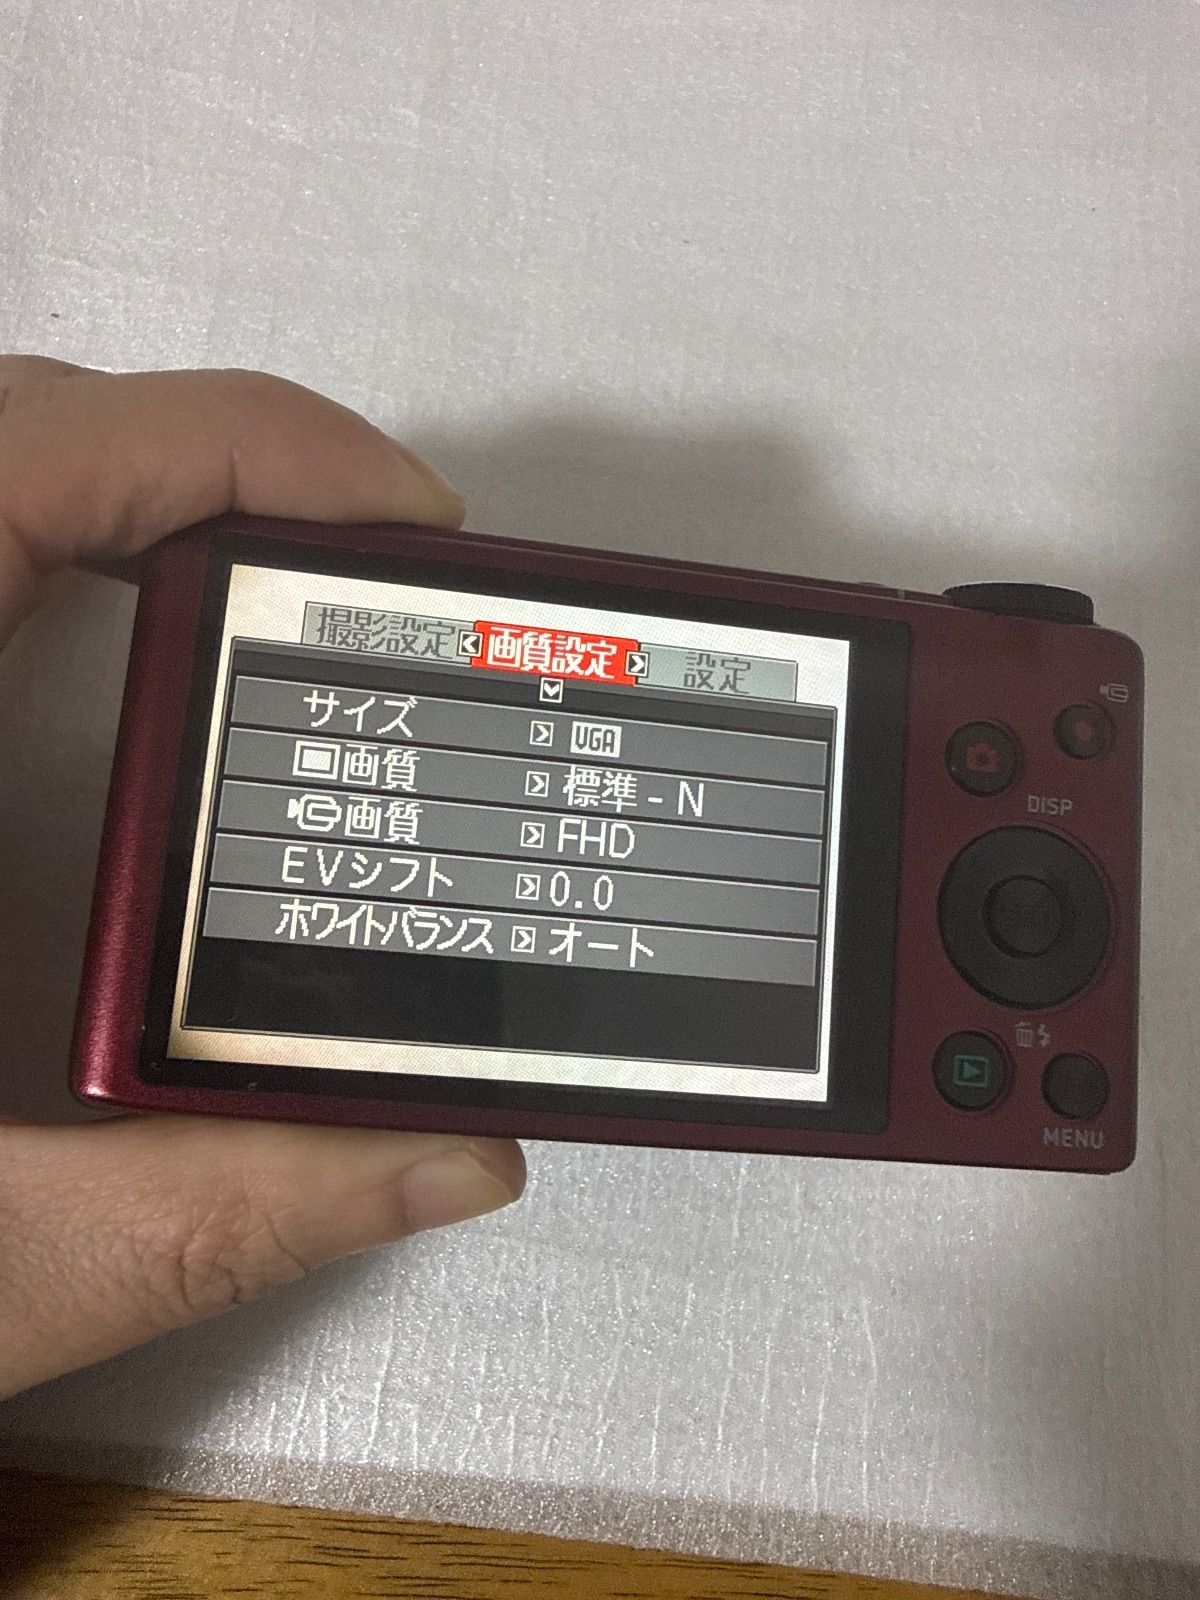 撮影設定 画質設定 設定
サイズ VGA
画質 標準 - N
画質 FHD
EVシフト 0.0
ホワイトバランス オート
DISP
MENU